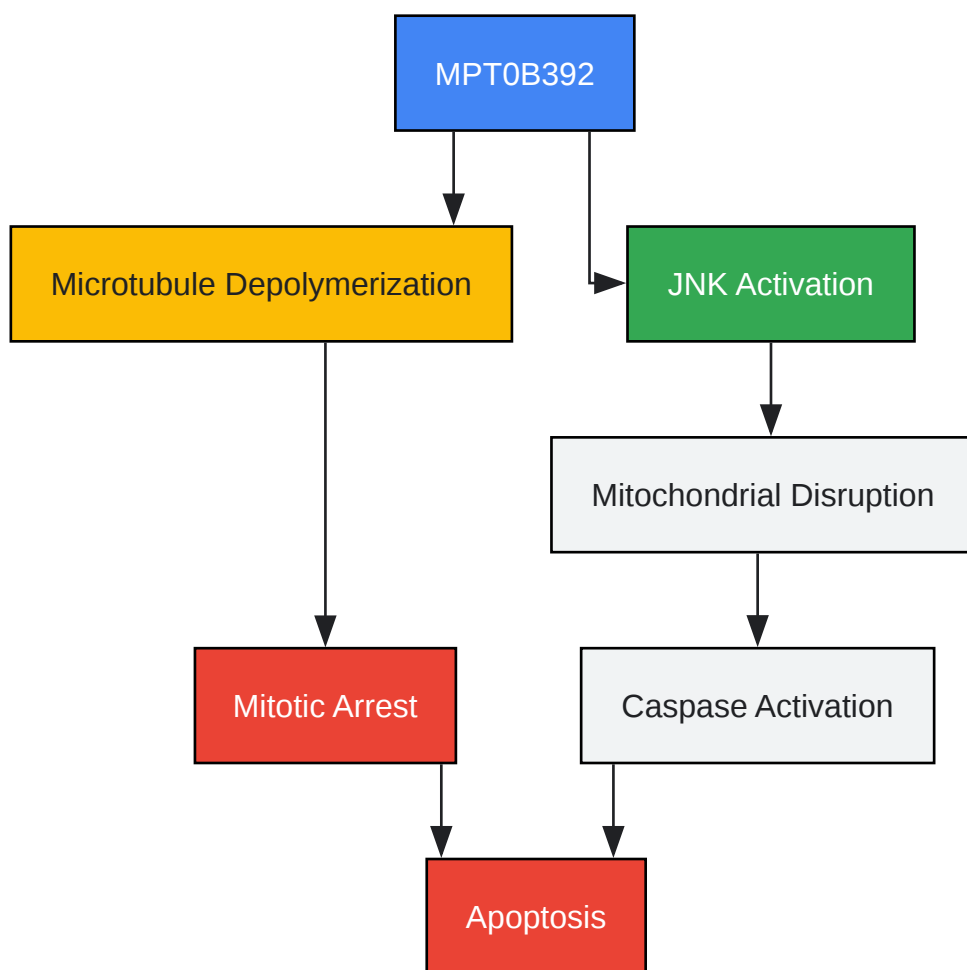 MPT0B392
Microtubule Depolymerization
JNK Activation
Mitochondrial Disruption
Mitotic Arrest
Caspase Activation
Apoptosis